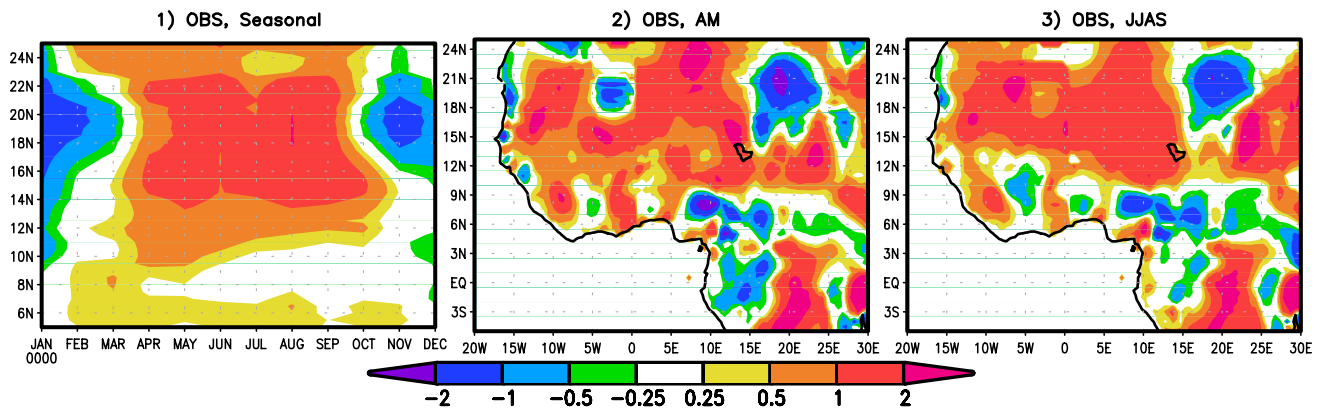 1) OBS, Seasonal
2) OBS, AM
3) OBS, JJAS
24N
22N
20N
18N
16N
14N
12N
10N
8N
6N
JAN FEB MAR APR MAY JUN JUL AUG SEP OCT NOV DEC
0000
24N
21N
18N
15N
12N
9N
6N
3N
EQ
3S
20W 15W 10W 5W 0 5E 10E 15E 20E 25E 30E
24N
21N
18N
15N
12N
9N
6N
3N
EQ
3S
20W 15W 10W 5W 0 5E 10E 15E 20E 25E 30E
-2 -1 -0.5 -0.25 0.25 0.5 1 2